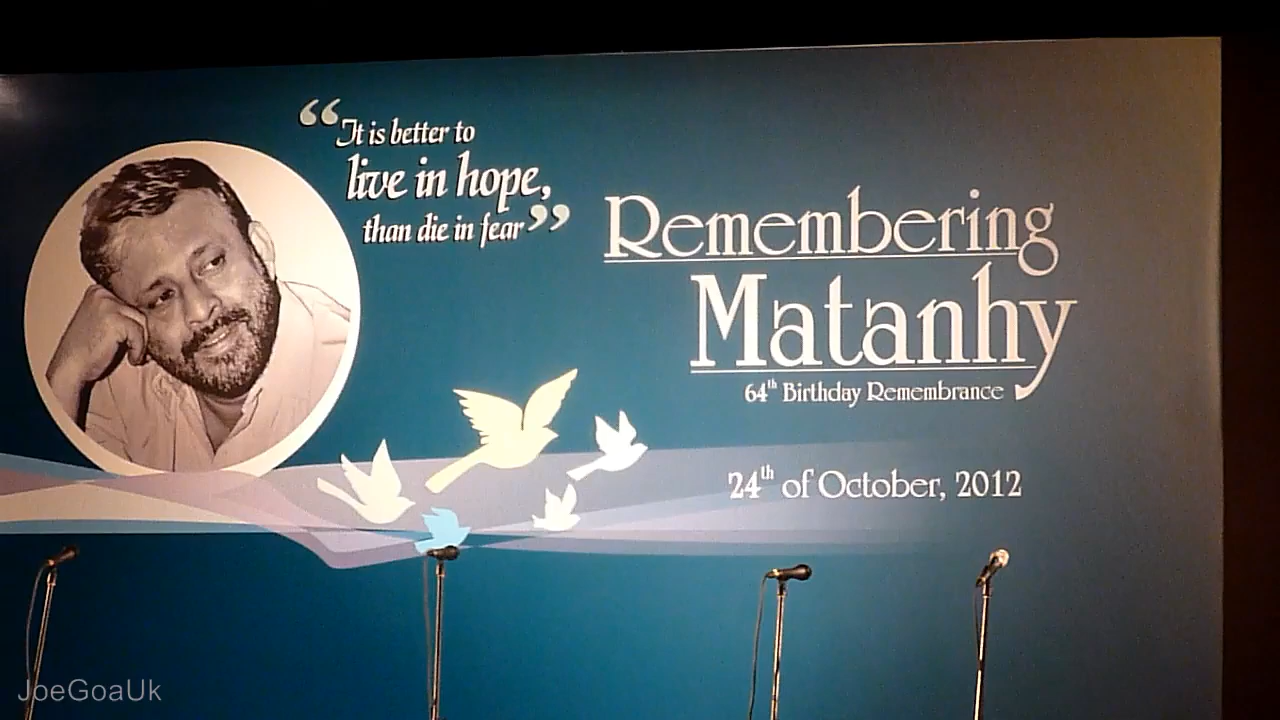 “It is better to
live in hope,
than die in fear”
Remembering
Matanhy
64th Birthday Remembrance
24th of October, 2012
JoeGoaUk